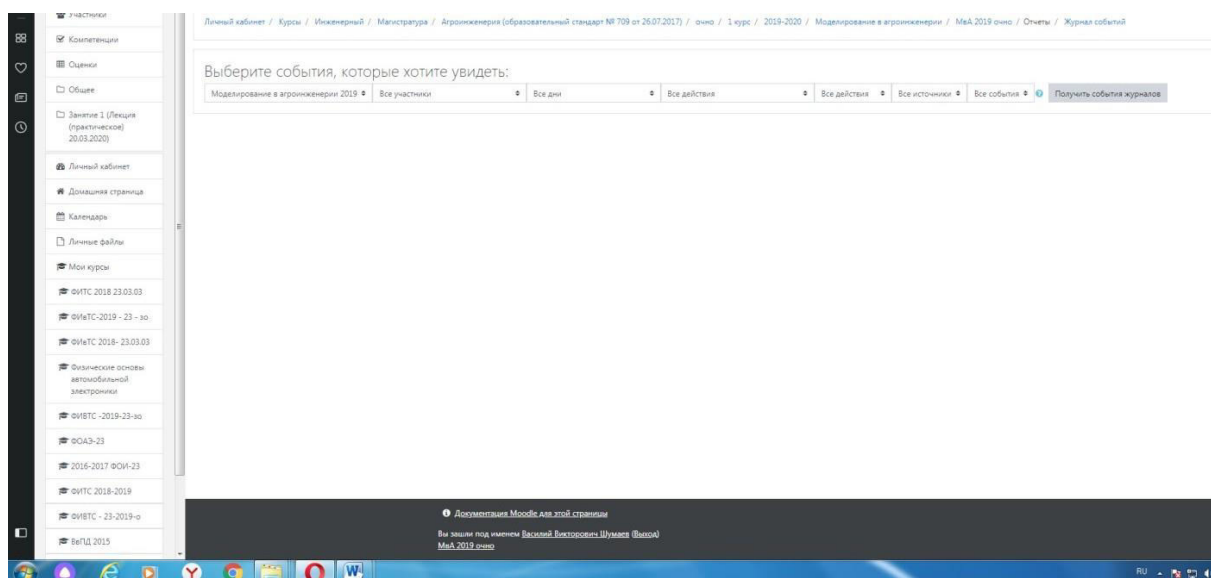 Участники
Компетенции
Оценки
Общее
Занятие 1 (Лекция
(практическое)
20.03.2020)
Личный кабинет
Домашняя страница
Календарь
Личные файлы
Мои курсы
ФИТС 2018 23.03.03
ФИвТС-2019 - 23 - зо
ФИвТС 2018- 23.03.03
Физические основы
автомобильной
электроники
ФИВТС -2019-23-зо
ФОАЭ-23
2016-2017 ФОИ-23
ФИТС 2018-2019
ФИВТС - 23-2019-о
ВвПД 2015
Личный кабинет / Курсы / Инженерный / Магистратура / Агроинженерия (образовательный стандарт № 709 от 26.07.2017) / очно / 1 курс / 2019-2020 / Моделирование в агроинженерии / МвА 2019 очно / Отчеты / Журнал событий
Выберите события, которые хотите увидеть:
Моделирование в агроинженерии 2019 Все участники Все дни Все действия Все действия Все источники Все события Получить события журналов
Документация Moodle для этой страницы
Вы зашли под именем Василий Викторович Шумаев (Выход)
МвА 2019 очно
RU